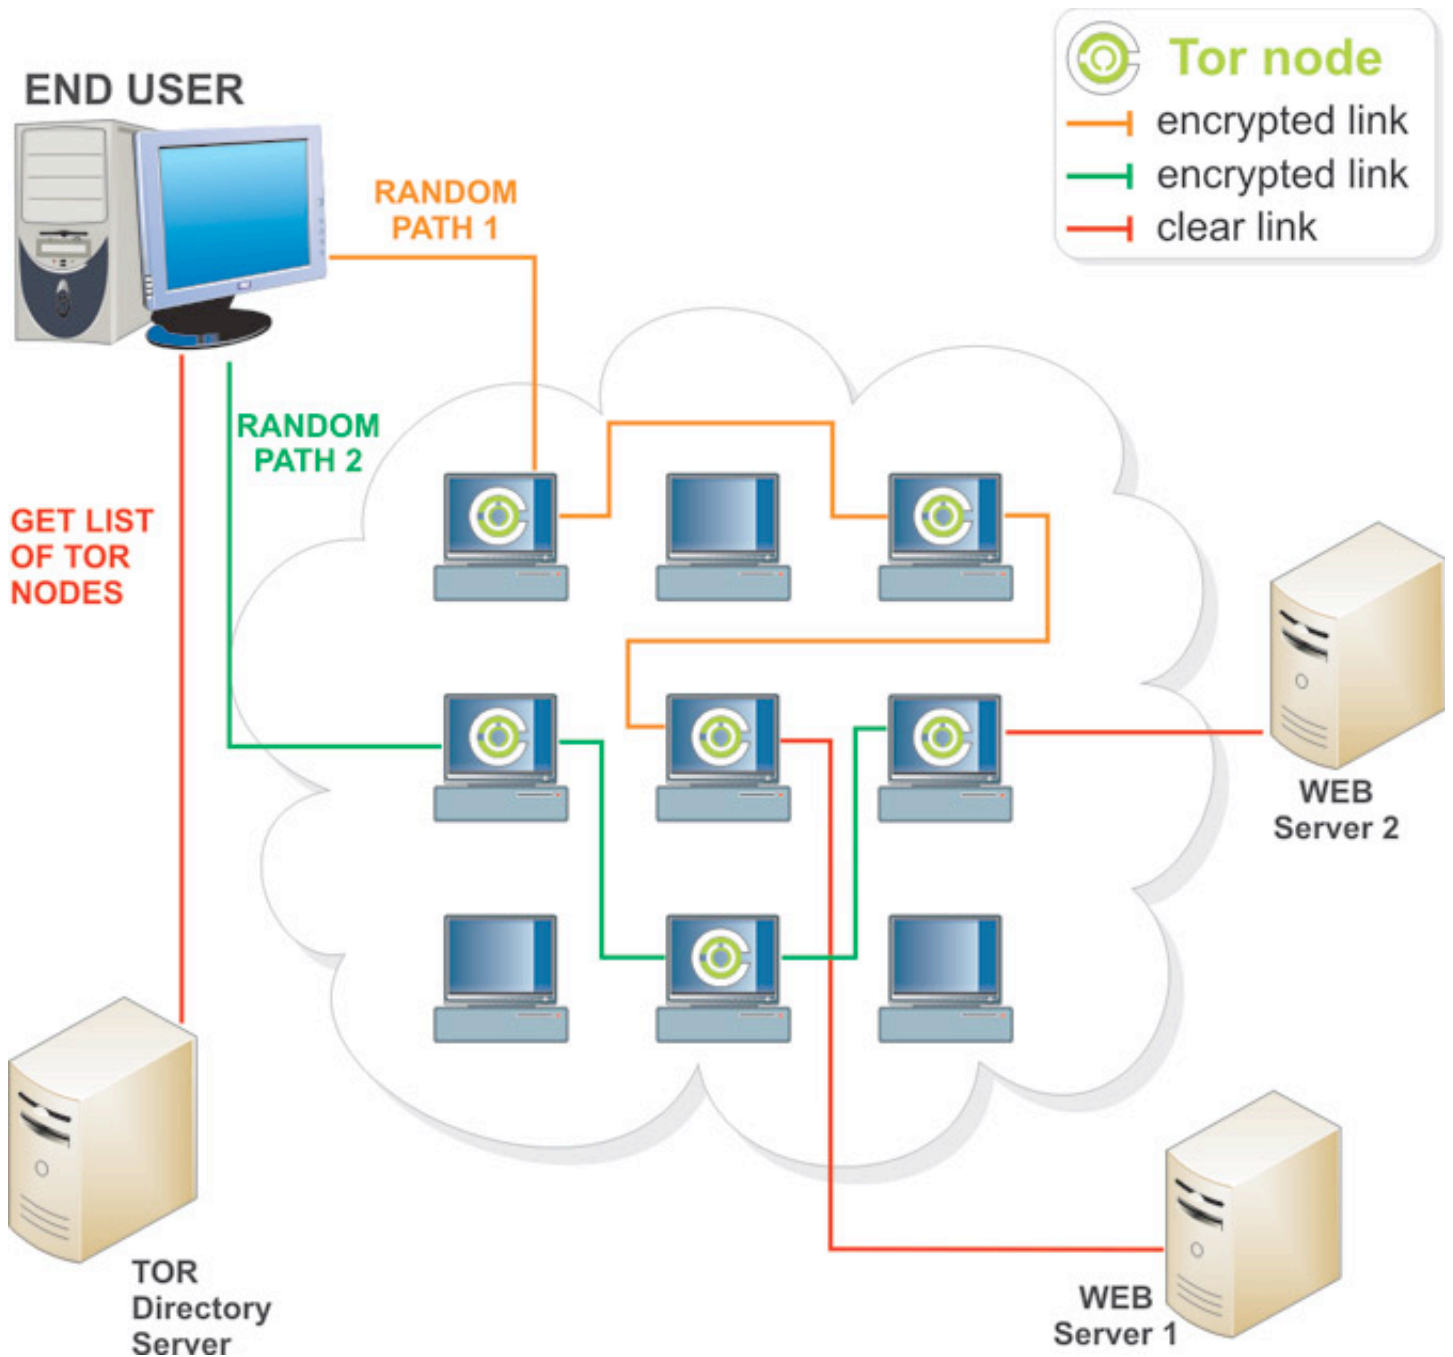 Tor node
encrypted link
encrypted link
clear link
END USER
RANDOM
PATH 1
RANDOM
PATH 2
GET LIST
OF TOR
NODES
WEB
Server 2
TOR
Directory
Server
WEB
Server 1